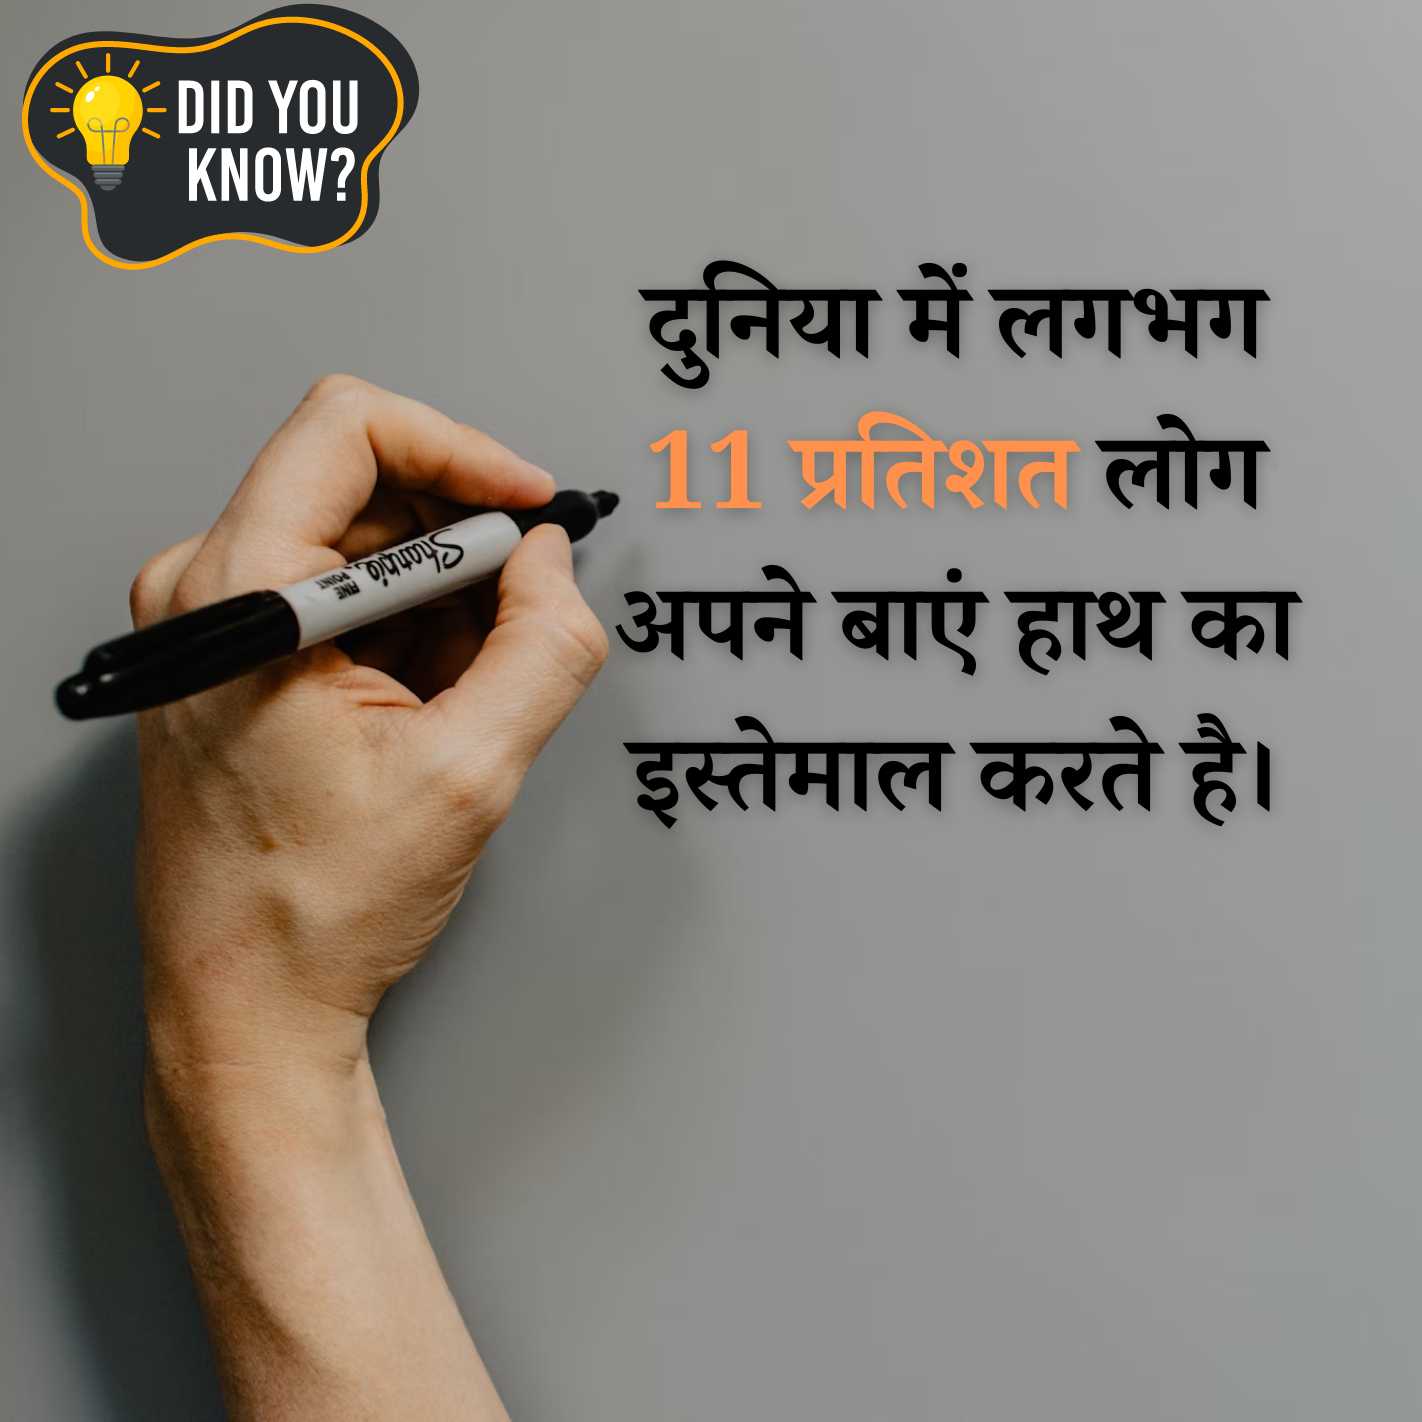 DID YOU
KNOW?
दुनिया में लगभग
11 प्रतिशत लोग
अपने बाएं हाथ का
इस्तेमाल करते है।
Sharpie
FINE
POINT